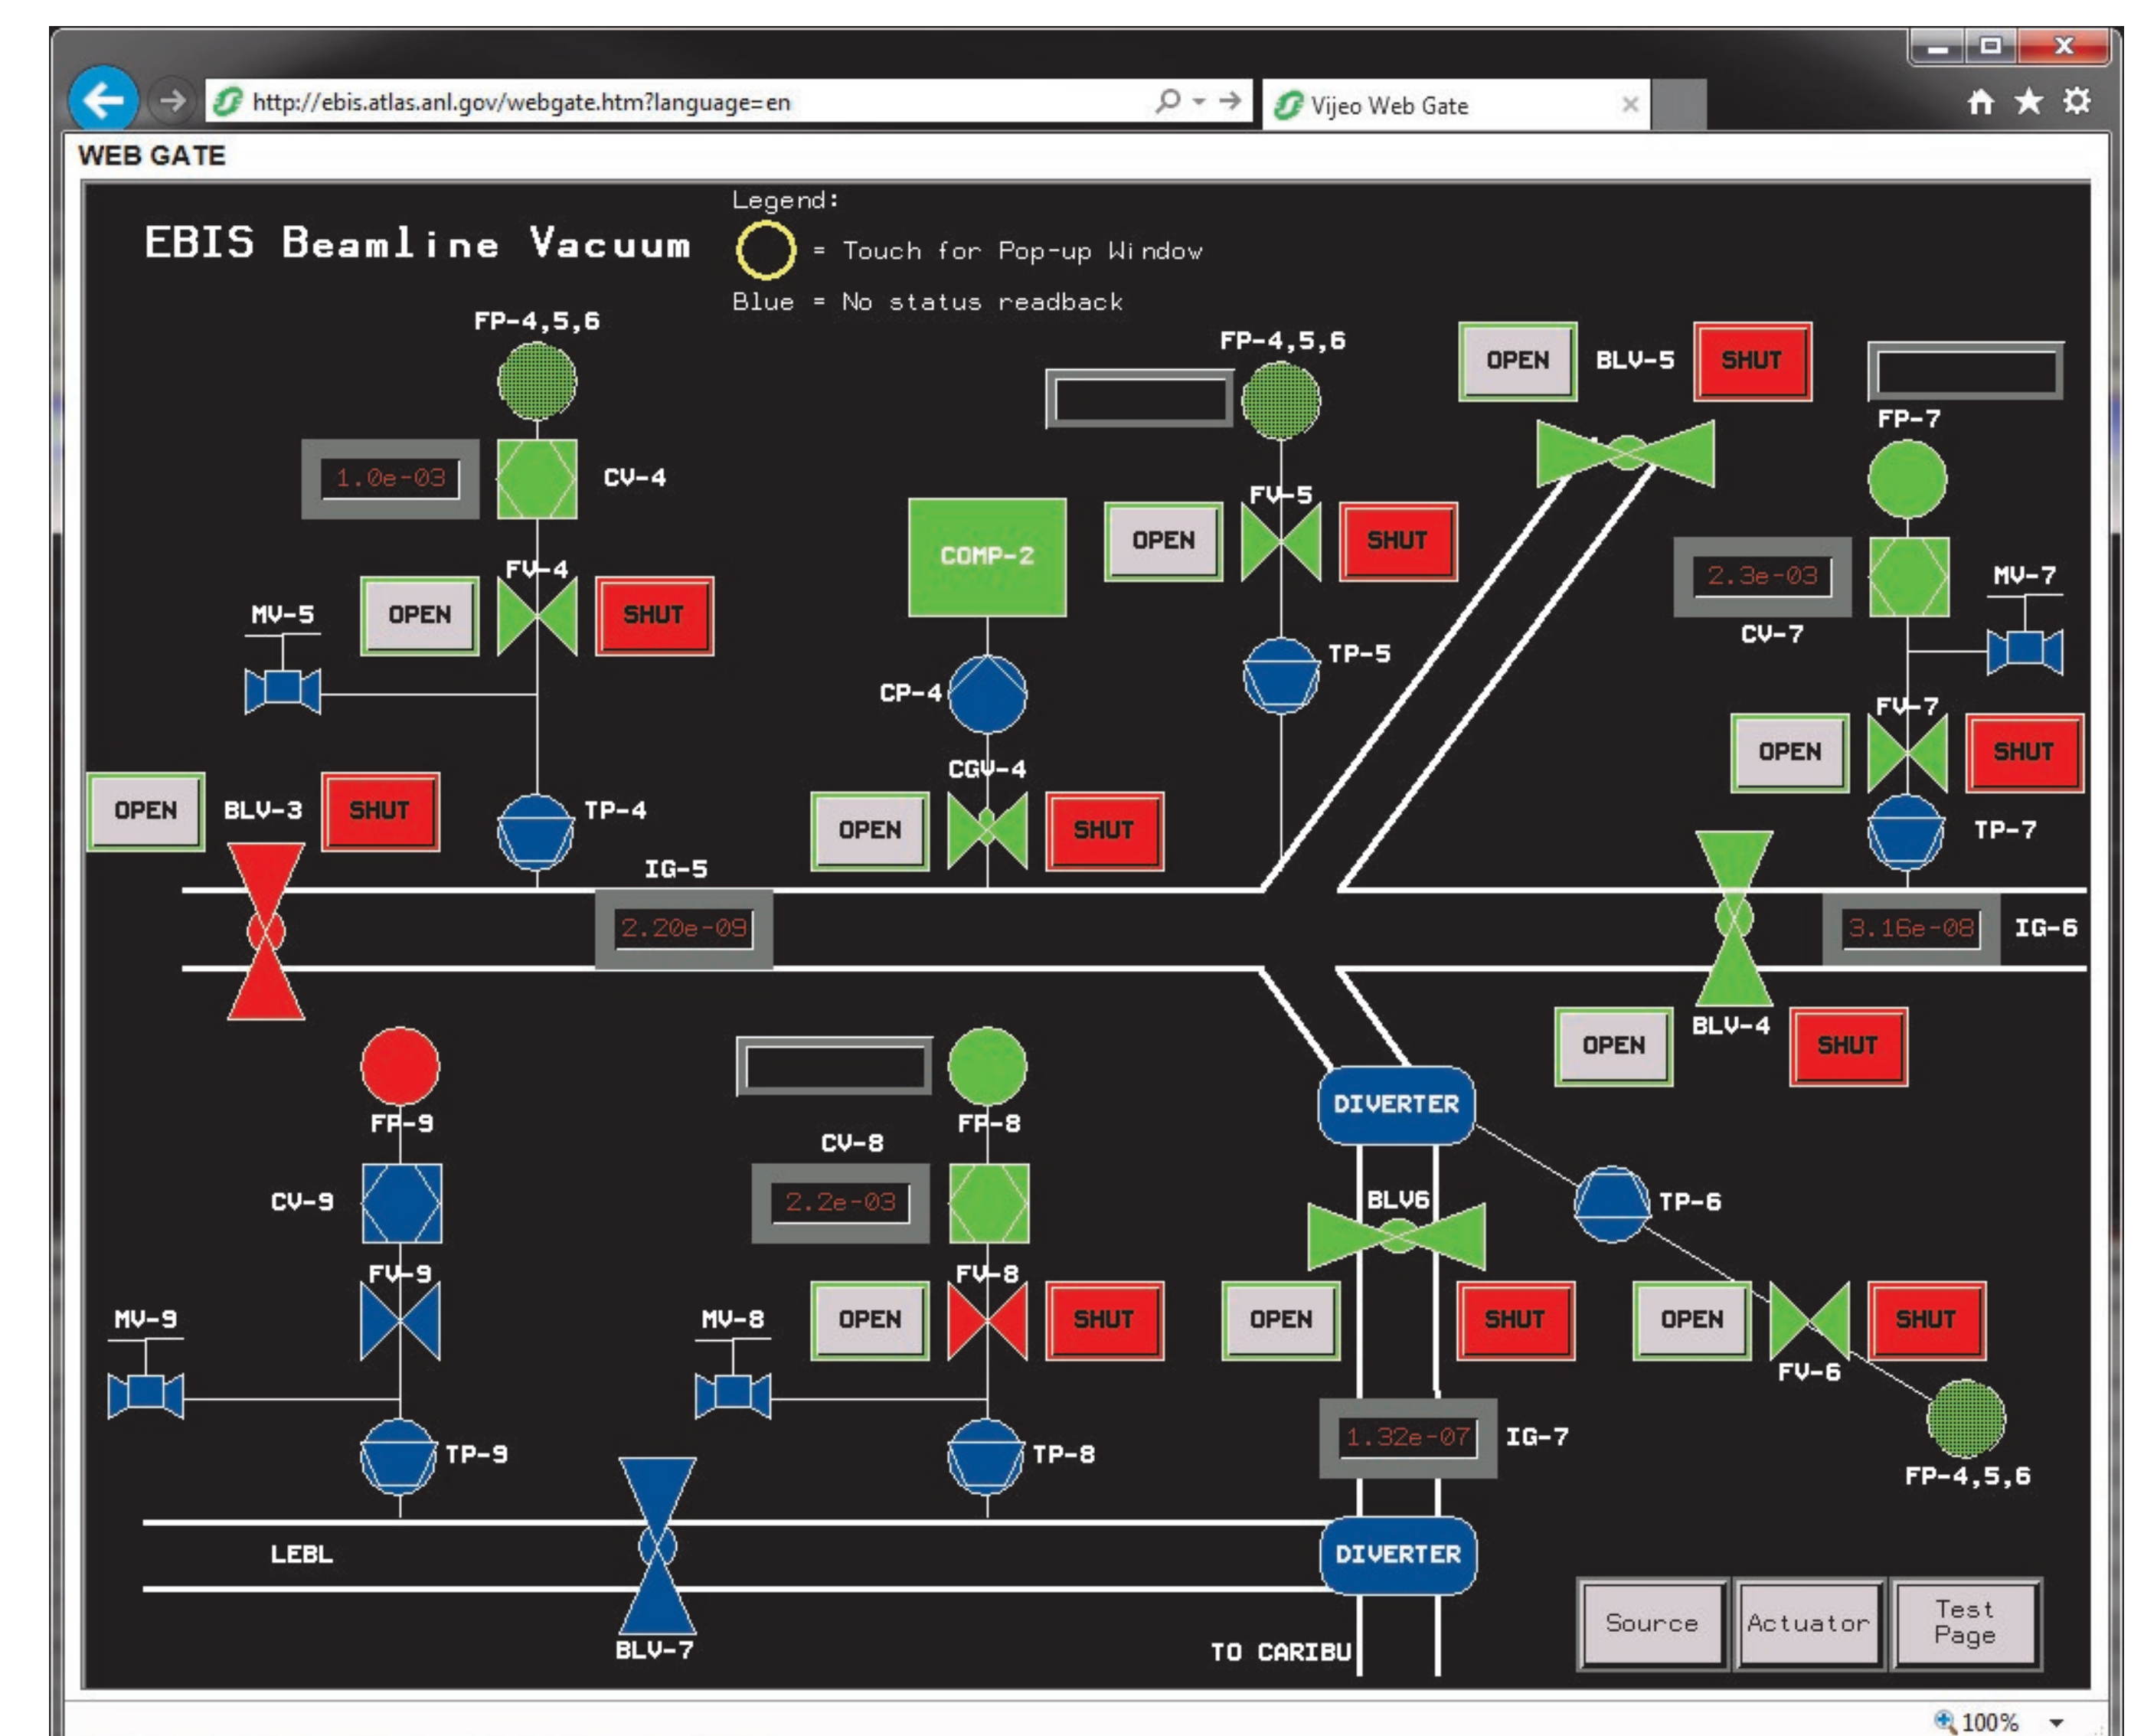 http://ebis.atlas.anl.gov/webgate.htm?language=en
Vijeo Web Gate
WEB GATE
Legend:
EBIS Beamline Vacuum
= Touch for Pop-up Window
Blue = No status readback
FP-4,5,6
FP-4,5,6
OPEN BLV-5 SHUT
FP-7
1.0e-03 CV-4
FV-5
OPEN SHUT
COMP-2
FV-4
2.3e-03
MV-7
CV-7
MV-5
OPEN SHUT
TP-5
CP-4
FV-7
OPEN SHUT
CGV-4
OPEN BLV-3 SHUT
TP-4
OPEN SHUT
TP-7
IG-5
2.20e-09
3.16e-08 IG-6
BLV-4
OPEN SHUT
DIVERTER
FP-9
FP-8
CV-8
CV-9
2.2e-03
BLV6
TP-6
FV-9
FV-8
MV-9
MV-8
OPEN SHUT
OPEN SHUT
OPEN SHUT
FV-6
1.32e-07 IG-7
TP-9
TP-8
FP-4,5,6
LEBL
DIVERTER
BLV-7
TO CARIBU
Source
Actuator
Test
Page
100%